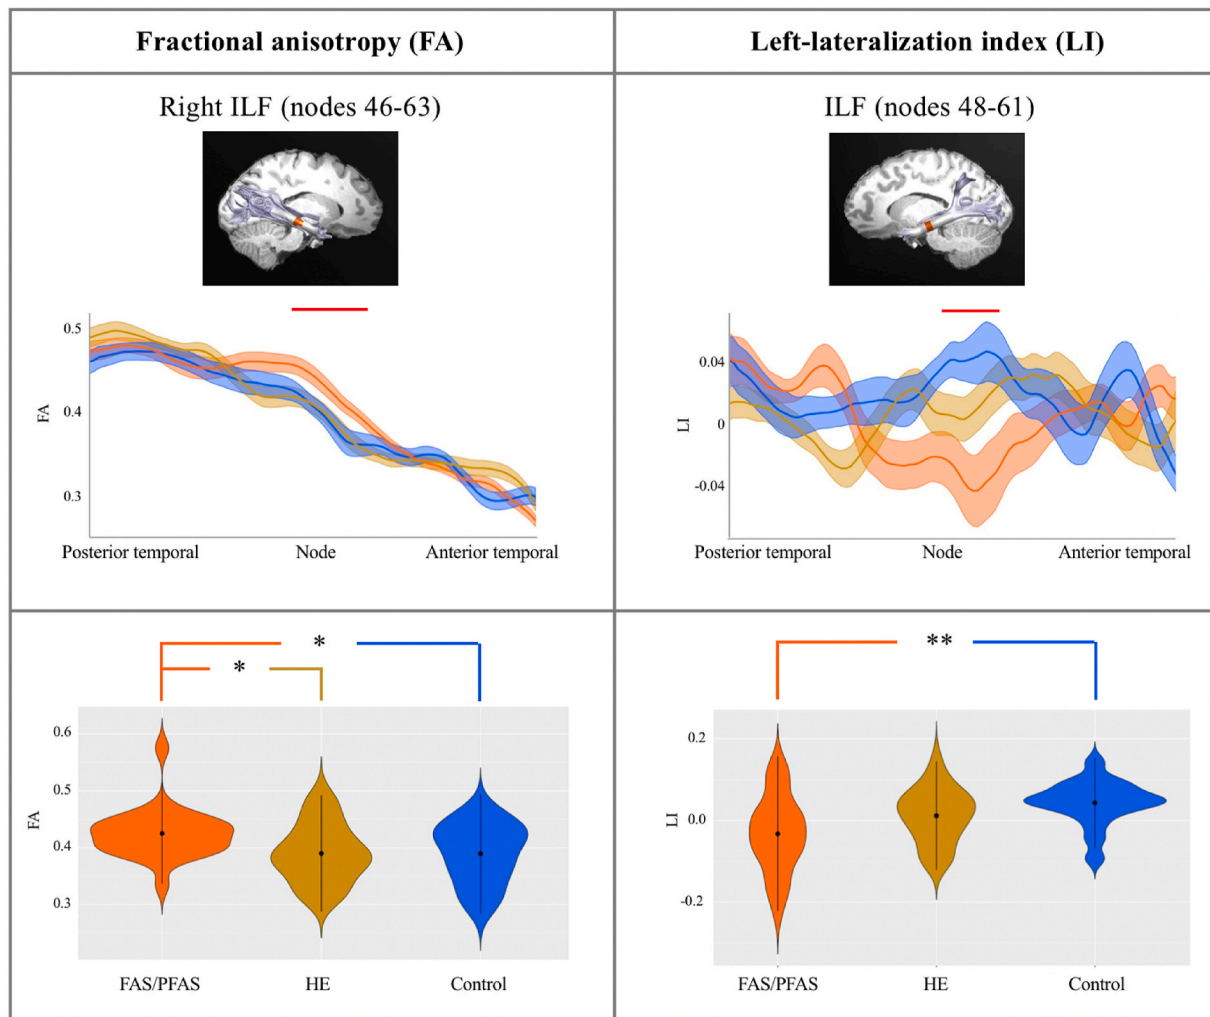 Fractional anisotropy (FA)
Left-lateralization index (LI)
Right ILF (nodes 46-63)
0.5
0.4
0.3
FA
Posterior temporal
Node
Anterior temporal
ILF (nodes 48-61)
0.04
0
-0.04
LI
Posterior temporal
Node
Anterior temporal
*
*
0.6
0.5
0.4
0.3
FA
FAS/PFAS
HE
Control
**
0.2
0.0
-0.2
LI
FAS/PFAS
HE
Control